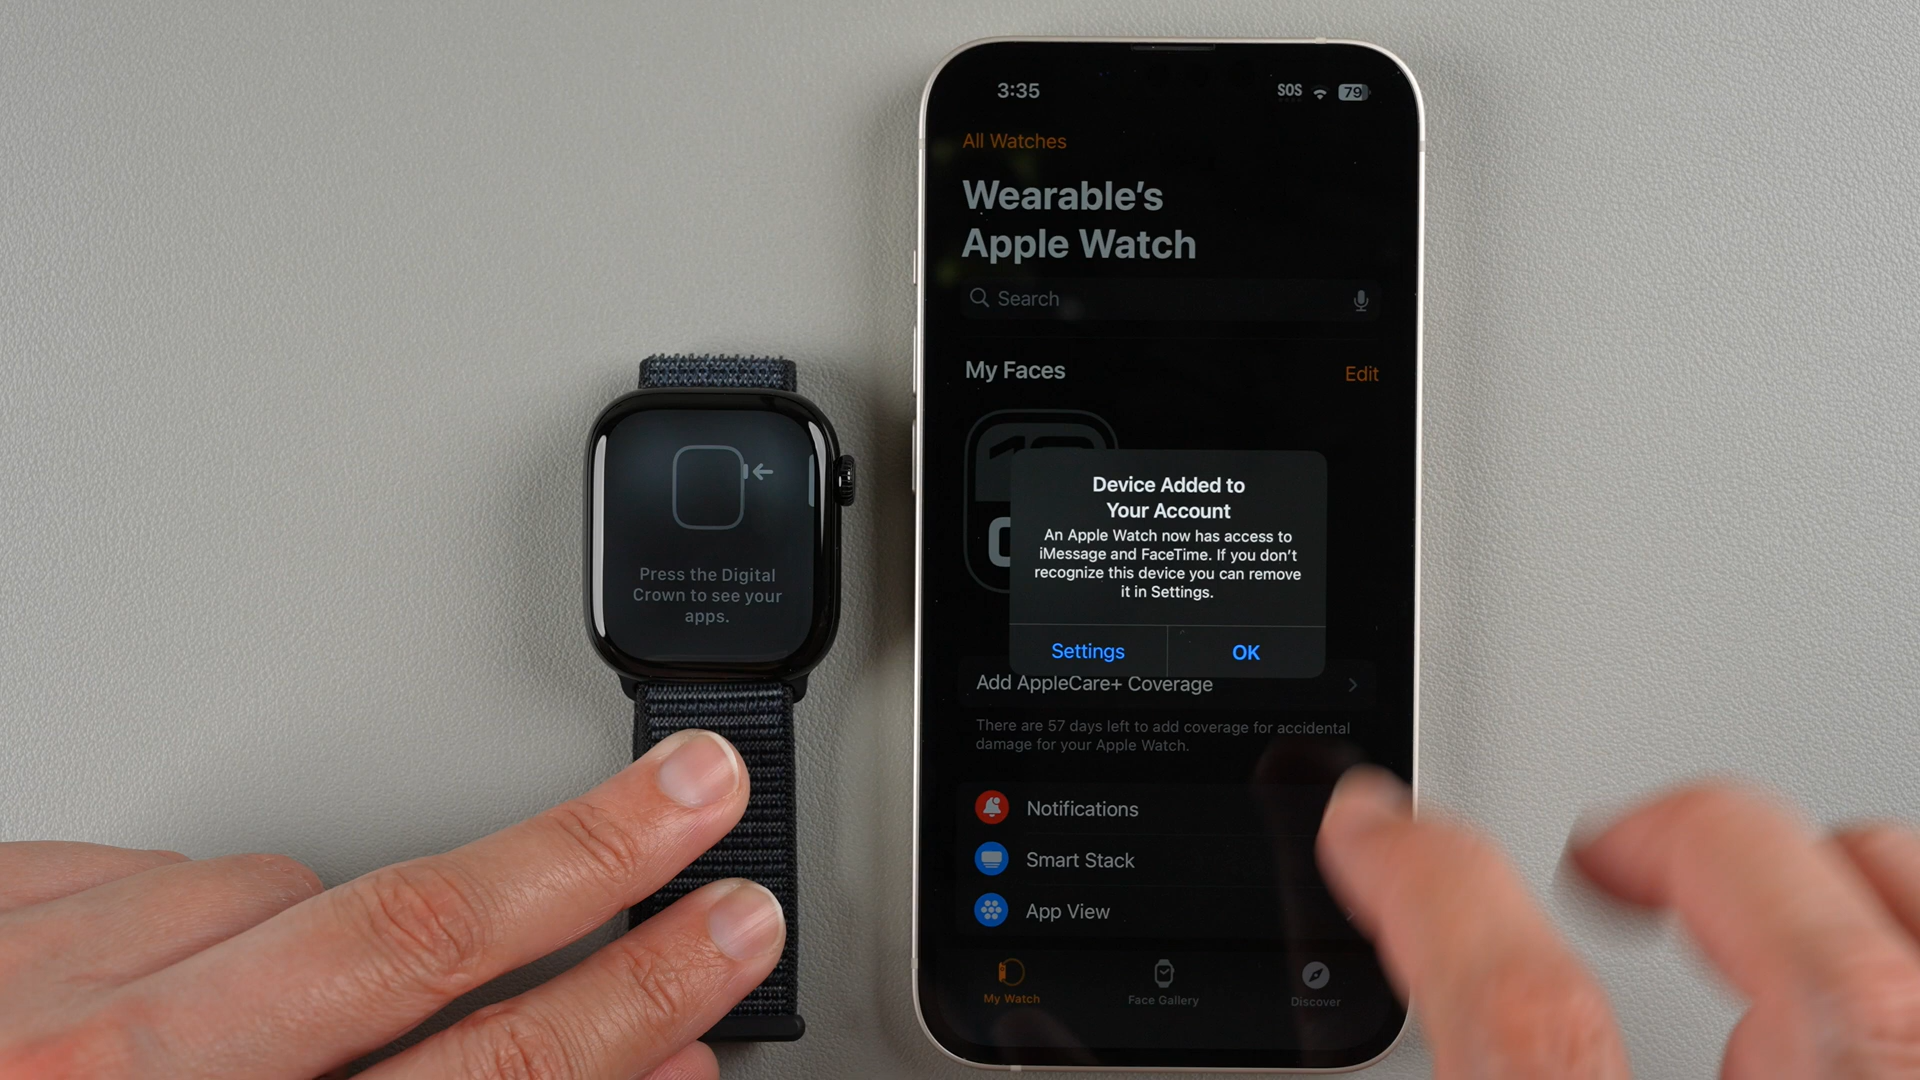 Press the Digital
Crown to see your
apps.
3:35
SOS
79
All Watches
Wearable’s
Apple Watch
Search
My Faces
Edit
Device Added to
Your Account
An Apple Watch now has access to
iMessage and FaceTime. If you don’t
recognize this device you can remove
it in Settings.
Settings
OK
Add AppleCare+ Coverage
There are 57 days left to add coverage for accidental
damage for your Apple Watch.
Notifications
Smart Stack
App View
My Watch
Face Gallery
Discover